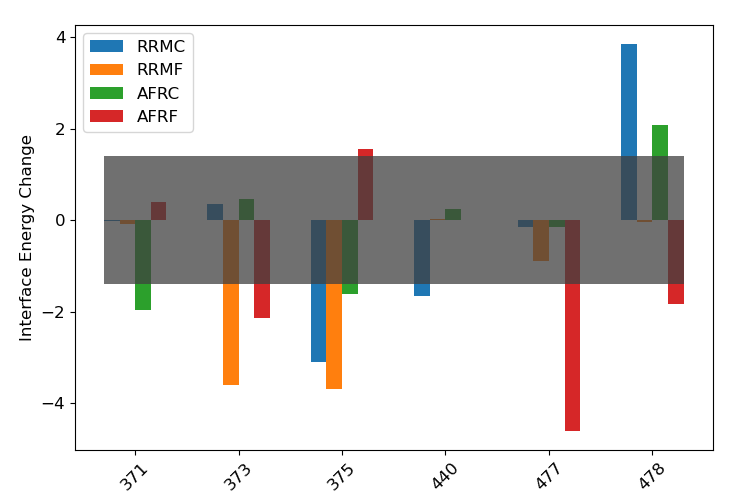 4
2
0
−2
−4
Interface Energy Change
RRMC
RRMF
AFRC
AFRF
371 373 375 440 477 478